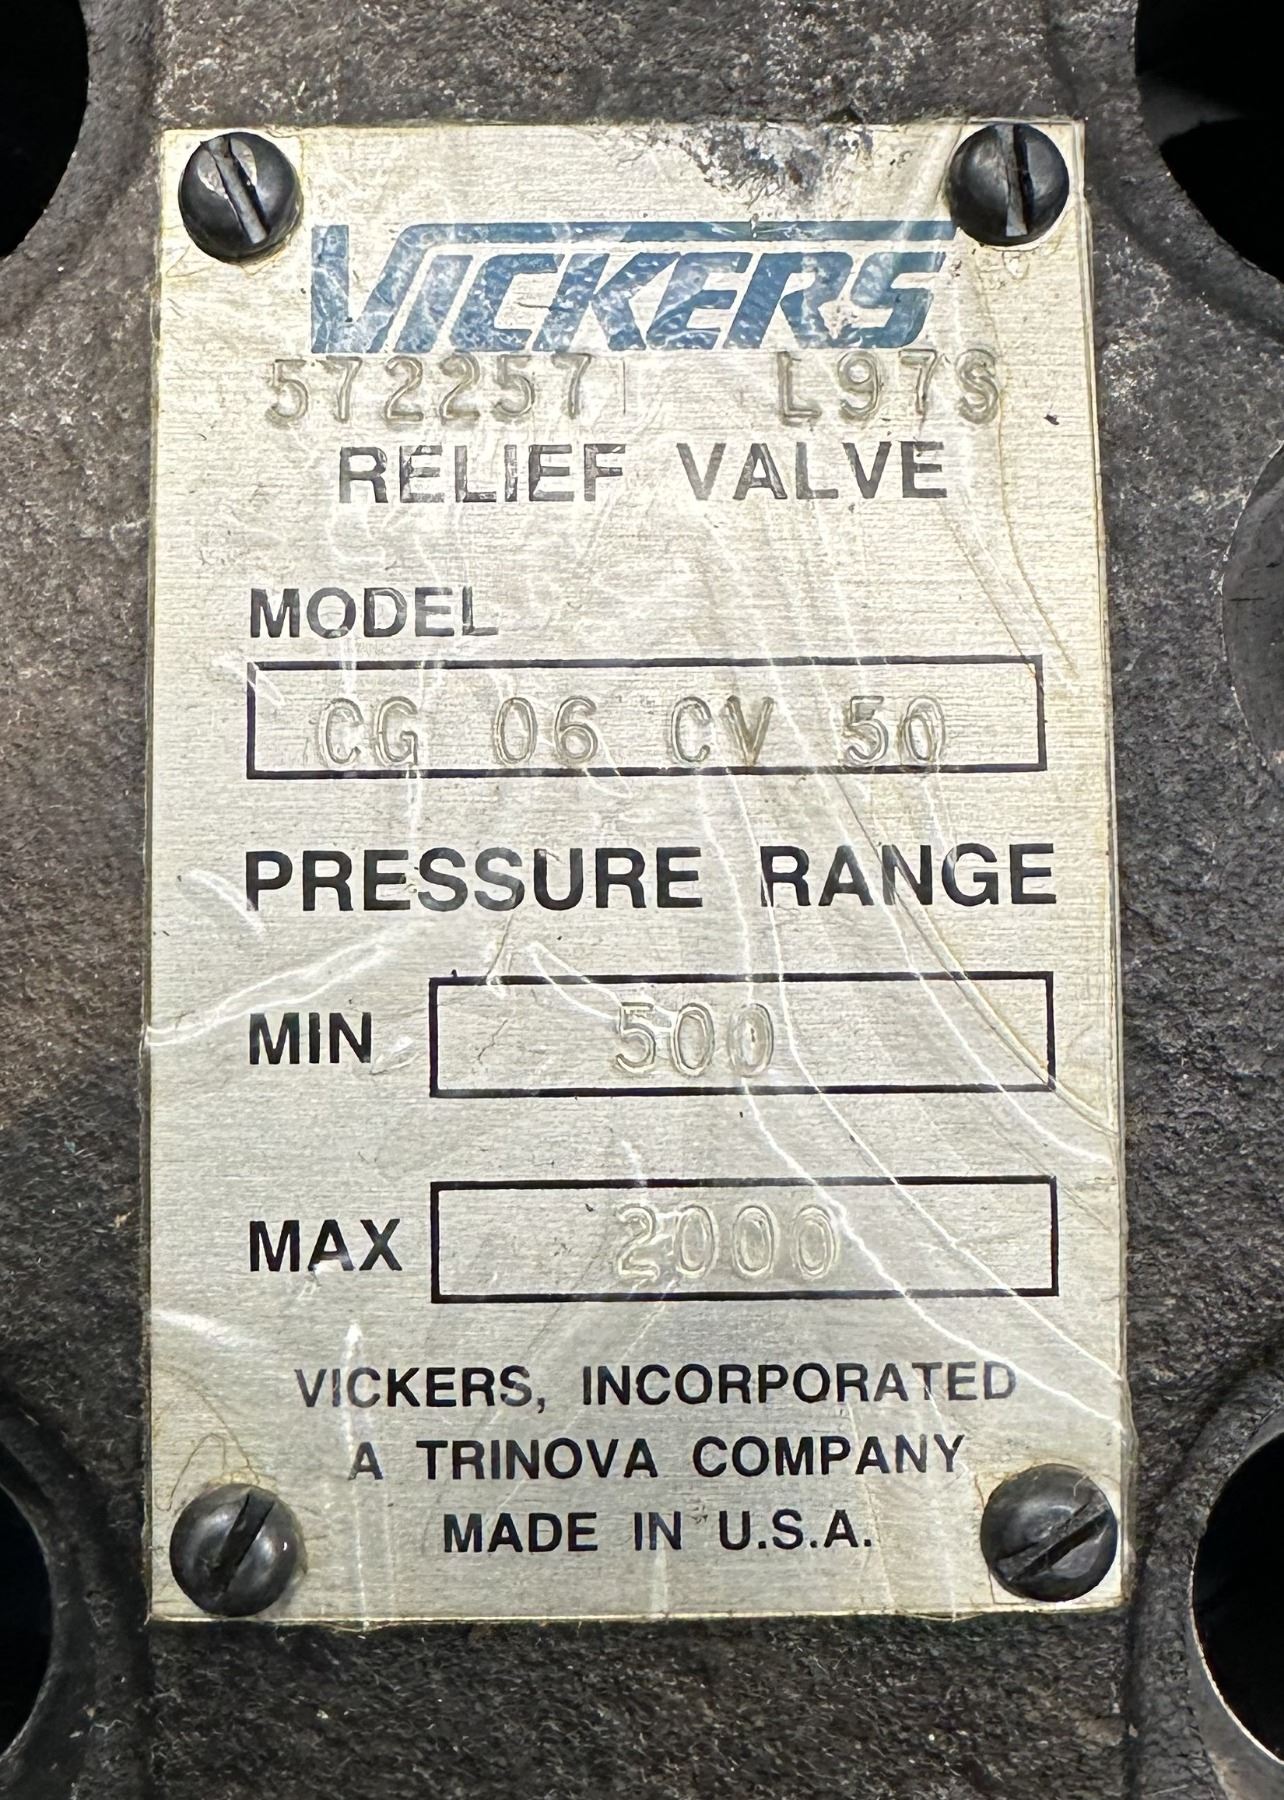 VICKERS
5722571 L97S
RELIEF VALVE
MODEL
CG 06 CV 50
PRESSURE RANGE
MIN 500
MAX 2000
VICKERS, INCORPORATED
A TRINOVA COMPANY
MADE IN U.S.A.